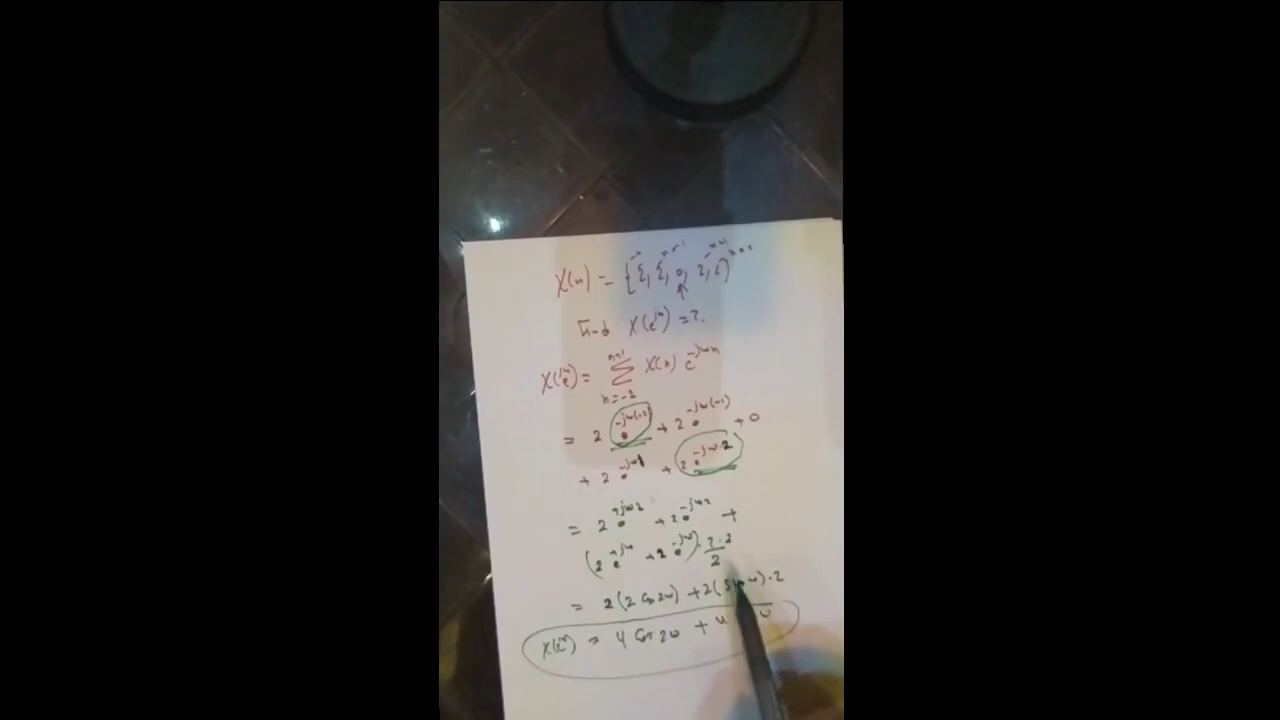 X(n) = {2, 2, 0, 2, 2}
↑
Find X(e^jω) = ?.
X(e^jω) = Σ X(n) e^-jωn
n=-2
= 2 e^-jω(-2) + 2 e^-jω(-1) + 0
+ 2 e^-jω1 + 2 e^-jω·2
= 2 e^+jω2 + 2 e^-jω2 +
(2 e^+jω + 2 e^-jω) ·
= 2(2 Cos 2ω) + 2( ω)·2
X(e^jω) = 4 Cos 2ω + 4 ω